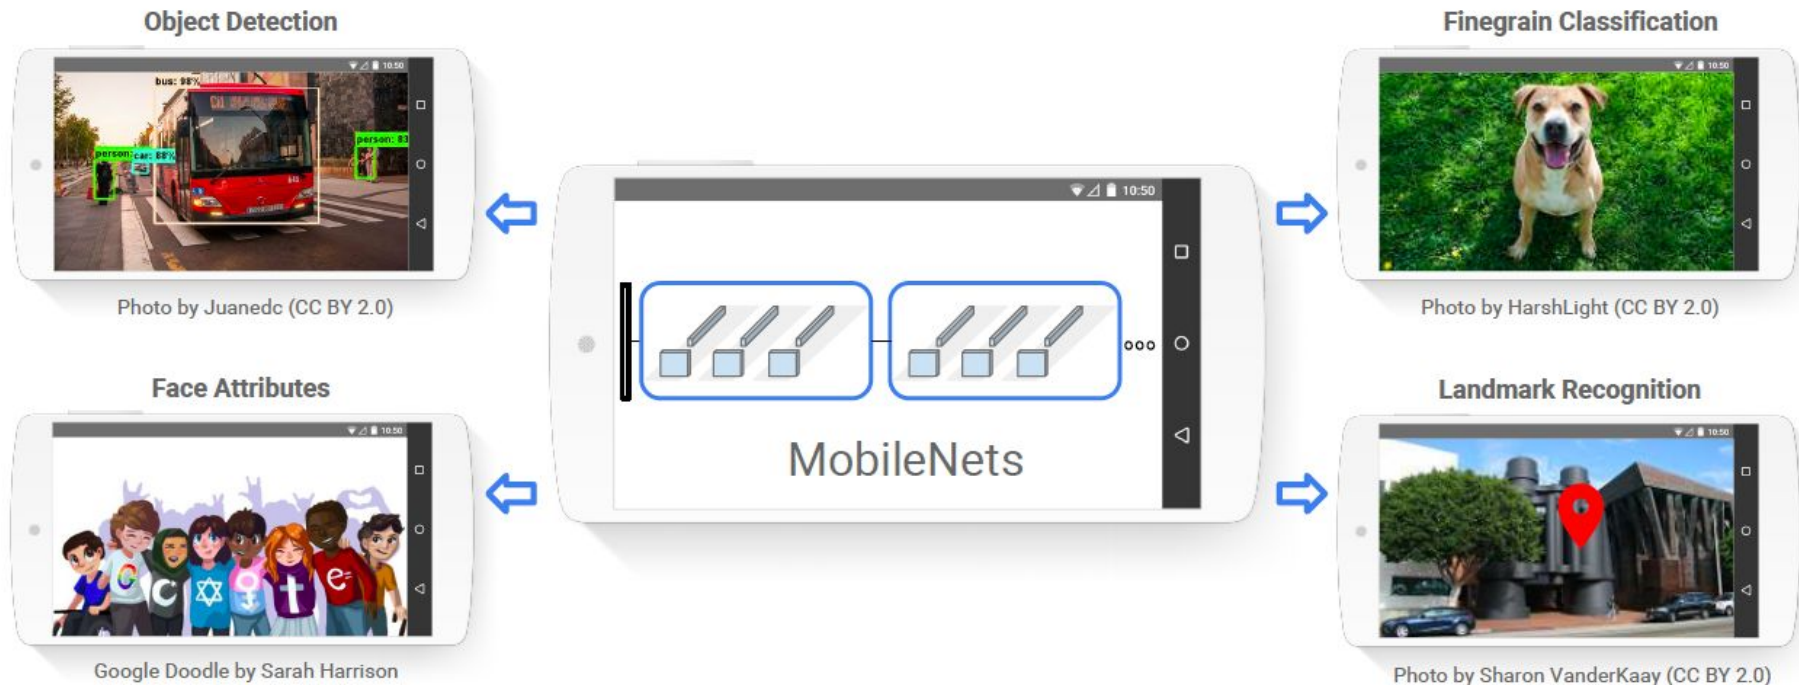 Object Detection
10:50
bus: 98%
person:
car: 88%
person: 83
Photo by Juanedc (CC BY 2.0)
Face Attributes
10:50
G C t e=
Google Doodle by Sarah Harrison
10:50
MobileNets
Finegrain Classification
10:50
Photo by HarshLight (CC BY 2.0)
Landmark Recognition
10:50
Photo by Sharon VanderKaay (CC BY 2.0)